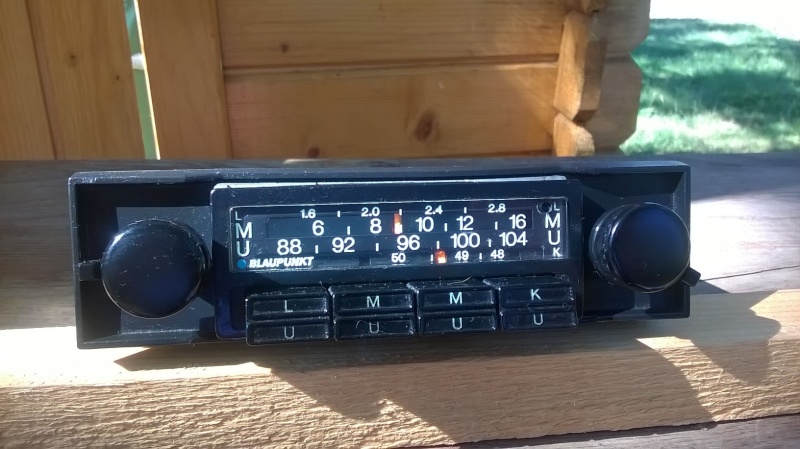 1.6 2.0 2.4 2.8 L
M 6 8 10 12 16 M
U 88 92 96 100 104 U
BLAUPUNKT 50 49 48 K
L M M K
U U U U